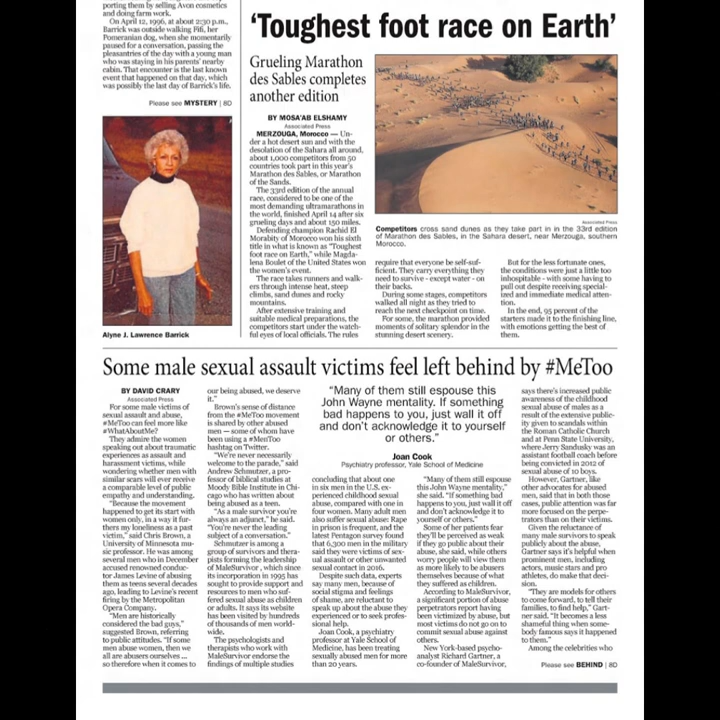 porting them by selling Avon cosmetics
and doing farm work.
On April 12, 1996, at about 2:30 p.m.,
Barrick was outside walking Fifi, her
Pomeranian dog, when she momentarily
paused for a conversation, passing the
pleasantries of the day with a young man
who was staying in his parents' nearby
cabin. That encounter is the last known
event that happened on that day, which
was possibly the last day of Barrick's life.
Please see MYSTERY | 8D
Alyne J. Lawrence Barrick
'Toughest foot race on Earth'
Grueling Marathon
des Sables completes
another edition
BY MOSA'AB ELSHAMY
Associated Press
MERZOUGA, Morocco — Un-
der a hot desert sun and with the
desolation of the Sahara all around,
about 1,000 competitors from 50
countries took part in this year's
Marathon des Sables, or Marathon
of the Sands.
The 33rd edition of the annual
race, considered to be one of the
most demanding ultramarathons in
the world, finished April 14 after six
grueling days and about 150 miles.
Defending champion Rachid El
Morabity of Morocco won his sixth
title in what is known as "Toughest
foot race on Earth," while Magda-
lena Boulet of the United States won
the women's event.
The race takes runners and walk-
ers through intense heat, steep
climbs, sand dunes and rocky
mountains.
After extensive training and
suitable medical preparations, the
competitors start under the watch-
ful eyes of local officials. The rules
Associated Press
Competitors cross sand dunes as they take part in in the 33rd edition
of Marathon des Sables, in the Sahara desert, near Merzouga, southern
Morocco.
require that everyone be self-suf-
ficient. They carry everything they
need to survive - except water - on
their backs.
During some stages, competitors
walked all night as they tried to
reach the next checkpoint on time.
For some, the marathon provided
moments of solitary splendor in the
stunning desert scenery.
But for the less fortunate ones,
the conditions were just a little too
inhospitable - with some having to
pull out despite receiving special-
ized and immediate medical atten-
tion.
In the end, 95 percent of the
starters made it to the finishing line,
with emotions getting the best of
them.
Some male sexual assault victims feel left behind by #MeToo
BY DAVID CRARY
Associated Press
For some male victims of
sexual assault and abuse,
#MeToo can feel more like
#WhatAboutMe?
They admire the women
speaking out about traumatic
experiences as assault and
harassment victims, while
wondering whether men with
similar scars will ever receive
a comparable level of public
empathy and understanding.
"Because the movement
happened to get its start with
women only, in a way it fur-
thers my loneliness as a past
victim," said Chris Brown, a
University of Minnesota mu-
sic professor. He was among
several men who in December
accused renowned conduc-
tor James Levine of abusing
them as teens several decades
ago, leading to Levine's recent
firing by the Metropolitan
Opera Company.
"Men are historically
considered the bad guys,"
suggested Brown, referring
to public attitudes. "If some
men abuse women, then we
all are abusers ourselves ...
so therefore when it comes to
our being abused, we deserve
it."
Brown's sense of distance
from the #MeToo movement
is shared by other abused
men — some of whom have
been using a #MenToo
hashtag on Twitter.
"We're never necessarily
welcome to the parade," said
Andrew Schmutzer, a pro-
fessor of biblical studies at
Moody Bible Institute in Chi-
cago who has written about
being abused as a teen.
"As a male survivor you're
always an adjunct," he said.
"You're never the leading
subject of a conversation."
Schmutzer is among a
group of survivors and thera-
pists forming the leadership
of MaleSurvivor, which since
its incorporation in 1995 has
sought to provide support and
resources to men who suf-
fered sexual abuse as children
or adults. It says its website
has been visited by hundreds
of thousands of men world-
wide.
The psychologists and
therapists who work with
MaleSurvivor endorse the
findings of multiple studies
"Many of them still espouse this
John Wayne mentality. If something
bad happens to you, just wall it off
and don't acknowledge it to yourself
or others."
Joan Cook
Psychiatry professor, Yale School of Medicine
concluding that about one
in six men in the U.S. ex-
perienced childhood sexual
abuse, compared with one in
four women. Many adult men
also suffer sexual abuse: Rape
in prison is frequent, and the
latest Pentagon survey found
that 6,300 men in the military
said they were victims of sex-
ual assault or other unwanted
sexual contact in 2016.
Despite such data, experts
say many men, because of
social stigma and feelings
of shame, are reluctant to
speak up about the abuse they
experienced or to seek profes-
sional help.
Joan Cook, a psychiatry
professor at Yale School of
Medicine, has been treating
sexually abused men for more
than 20 years.
"Many of them still espouse
this John Wayne mentality,"
she said. "If something bad
happens to you, just wall it off
and don't acknowledge it to
yourself or others."
Some of her patients fear
they'll be perceived as weak
if they go public about their
abuse, she said, while others
worry people will view them
as more likely to be abusers
themselves because of what
they suffered as children.
According to MaleSurvivor,
a significant portion of abuse
perpetrators report having
been victimized by abuse, but
most victims do not go on to
commit sexual abuse against
others.
New York-based psycho-
analyst Richard Gartner, a
co-founder of MaleSurvivor,
says there's increased public
awareness of the childhood
sexual abuse of males as a
result of the extensive public-
ity given to scandals within
the Roman Catholic Church
and at Penn State University,
where Jerry Sandusky was an
assistant football coach before
being convicted in 2012 of
sexual abuse of 10 boys.
However, Gartner, like
other advocates for abused
men, said that in both those
cases, public attention was far
more focused on the perpe-
trators than on their victims.
Given the reluctance of
many male survivors to speak
publicly about the abuse,
Gartner says it's helpful when
prominent men, including
actors, music stars and pro
athletes, do make that deci-
sion.
"They are models for others
to come forward, to tell their
families, to find help," Gart-
ner said. "It becomes a less
shameful thing when some-
body famous says it happened
to them."
Among the celebrities who
Please see BEHIND | 8D